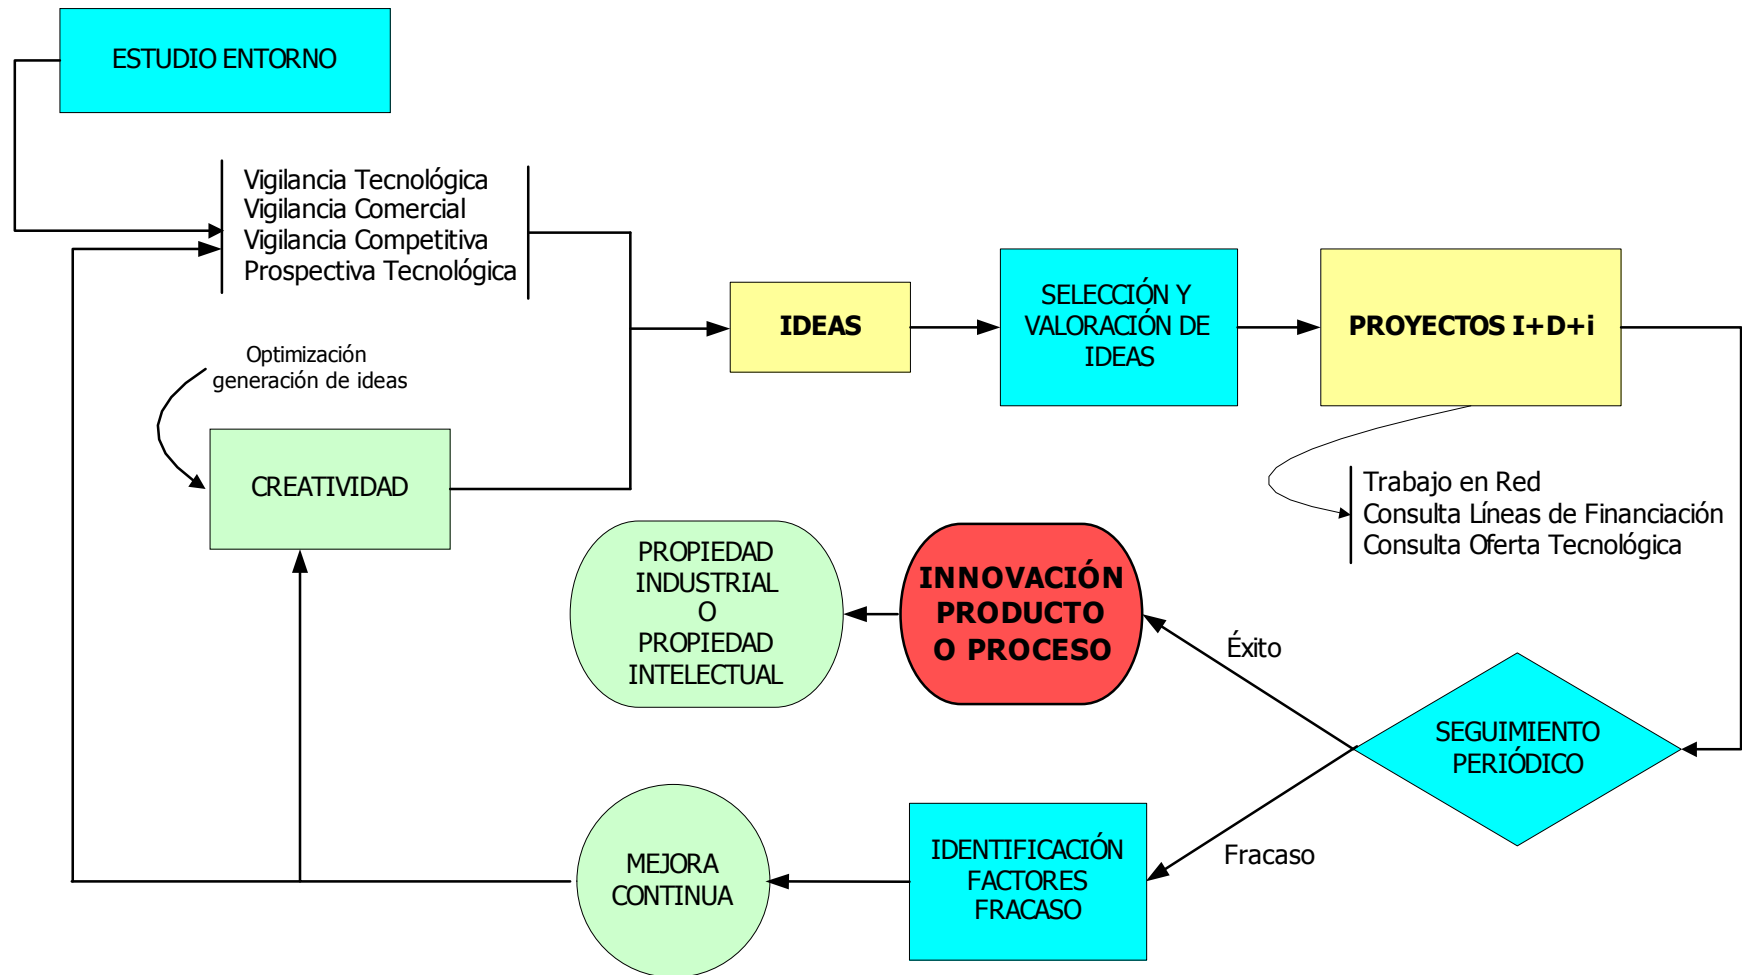 ESTUDIO ENTORNO
Vigilancia Tecnológica
Vigilancia Comercial
Vigilancia Competitiva
Prospectiva Tecnológica
Optimización
generación de ideas
CREATIVIDAD
IDEAS
SELECCIÓN Y
VALORACIÓN DE
IDEAS
PROYECTOS I+D+i
Trabajo en Red
Consulta Líneas de Financiación
Consulta Oferta Tecnológica
PROPIEDAD
INDUSTRIAL
O
PROPIEDAD
INTELECTUAL
INNOVACIÓN
PRODUCTO
O PROCESO
Éxito
SEGUIMIENTO
PERIÓDICO
Fracaso
IDENTIFICACIÓN
FACTORES
FRACASO
MEJORA
CONTINUA